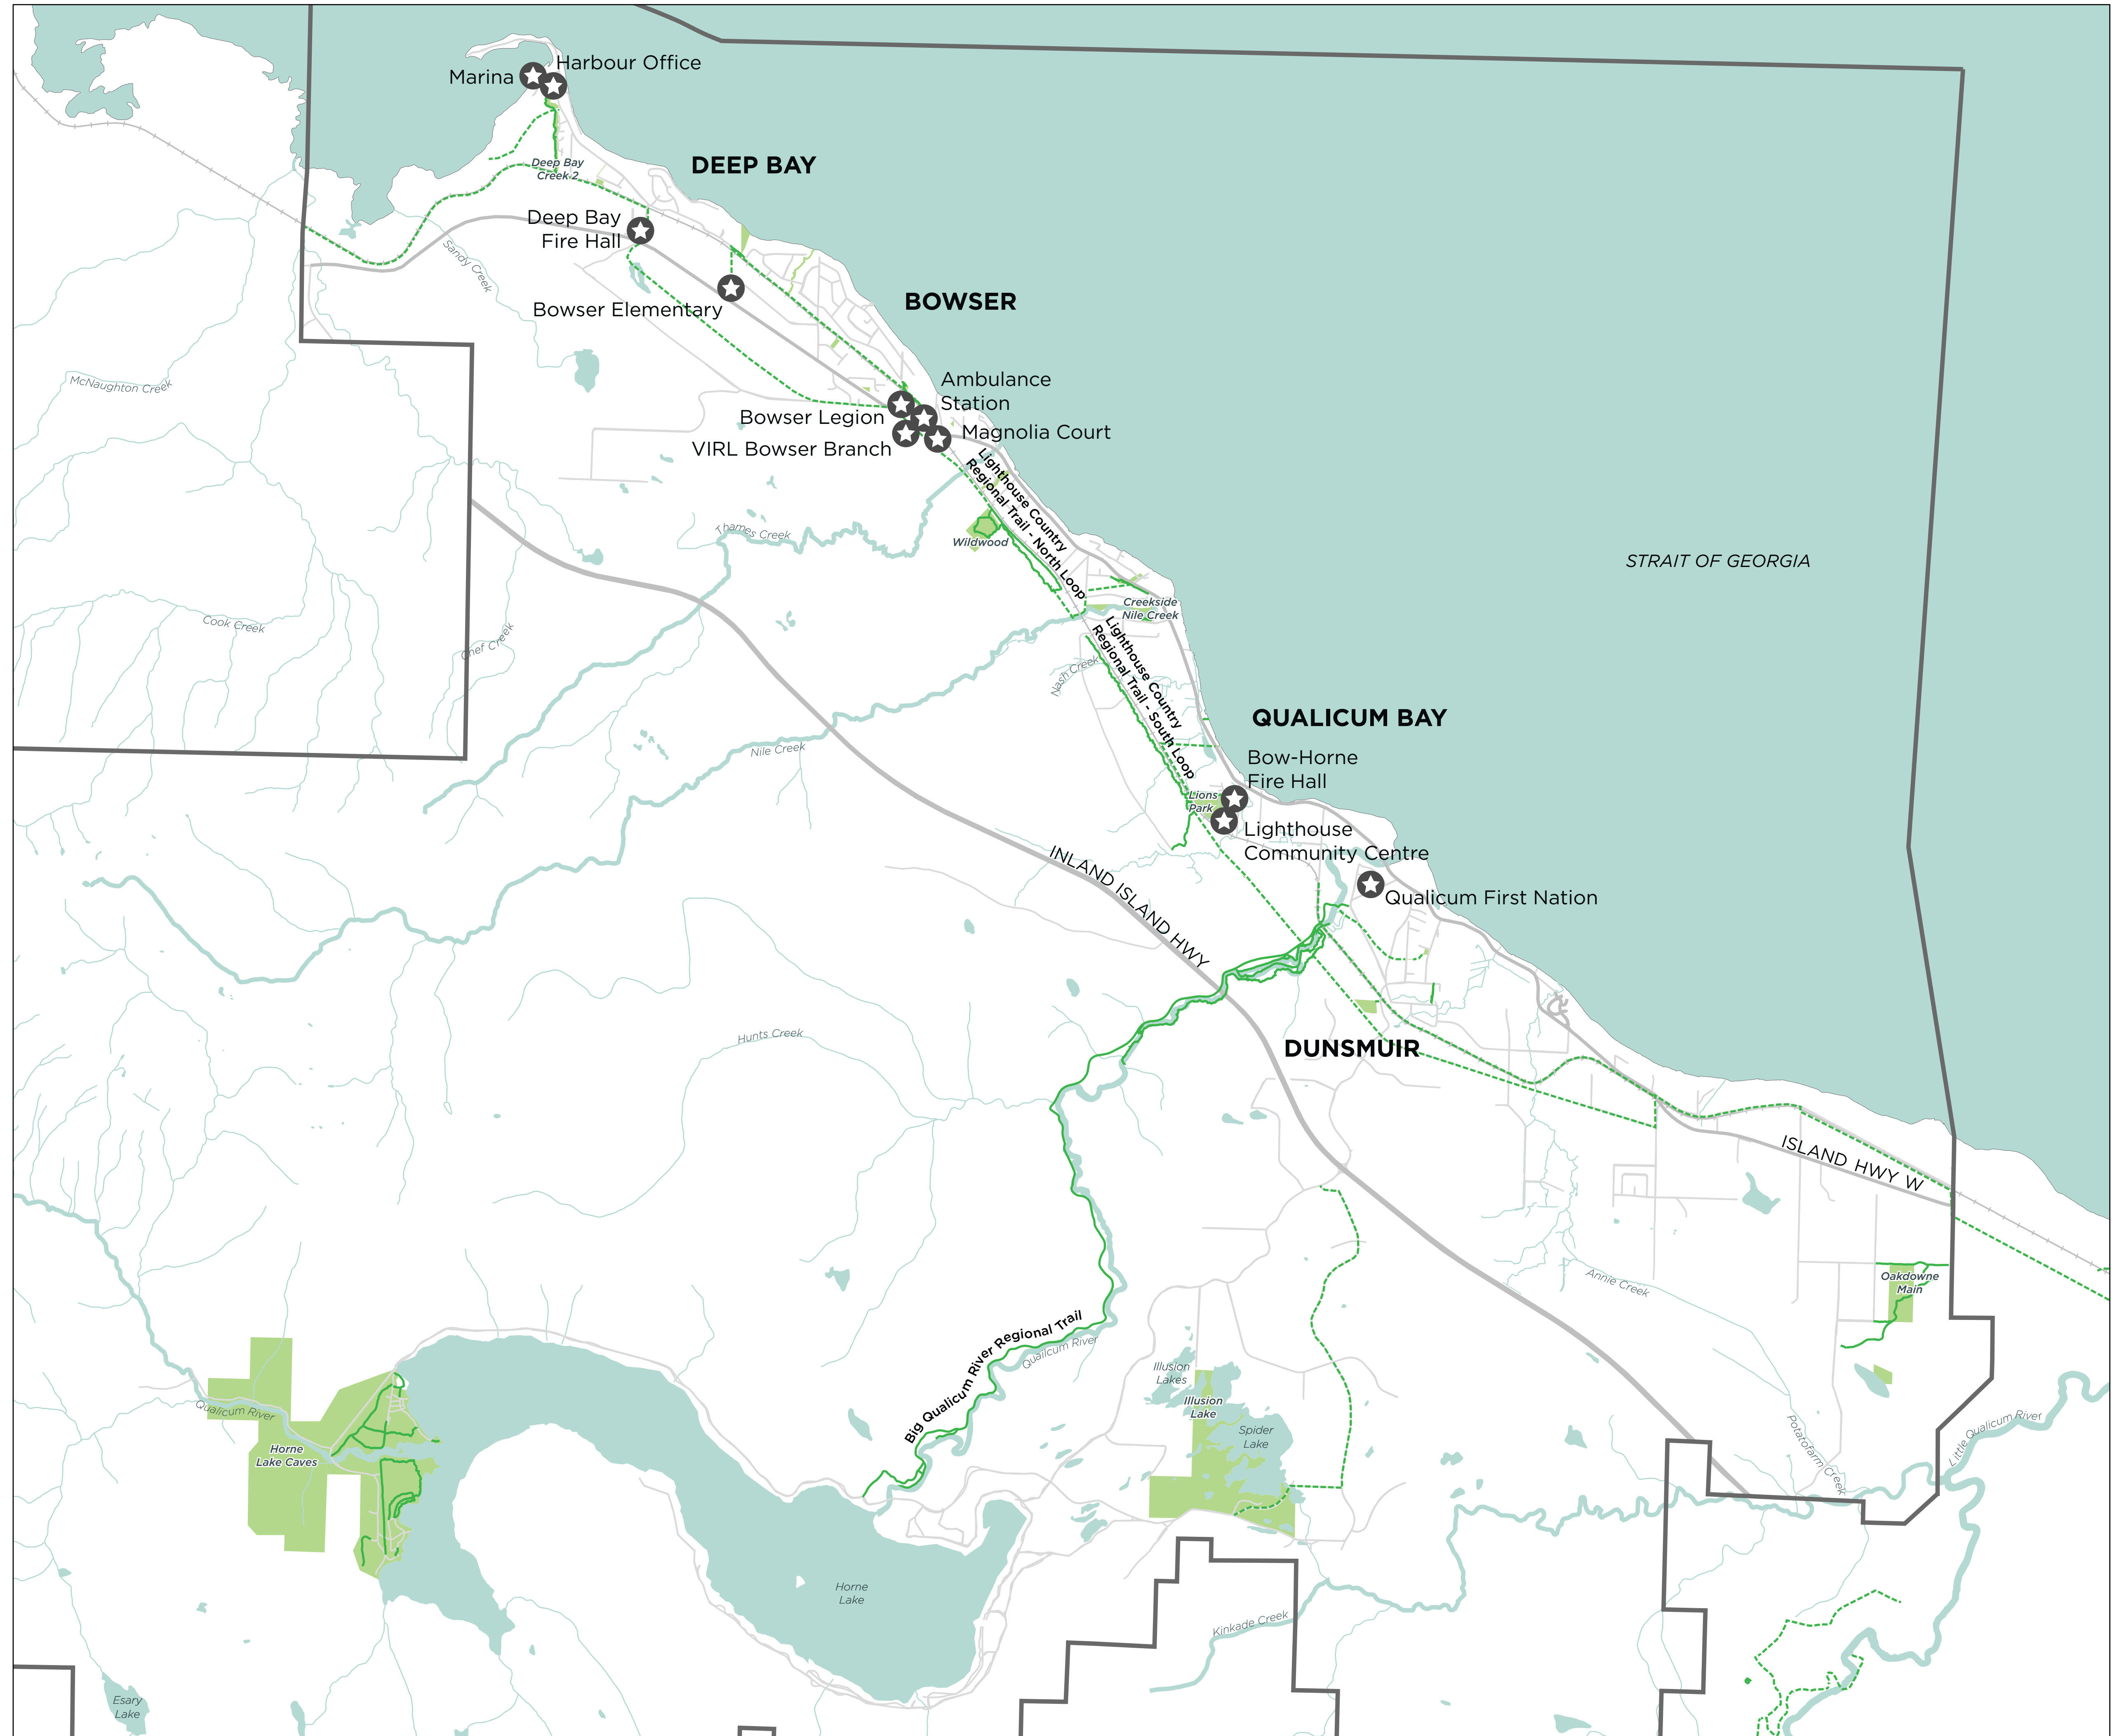 Harbour Office
Marina
DEEP BAY
Deep Bay
Creek 2
Deep Bay
Fire Hall
Sandy Creek
BOWSER
Bowser Elementary
Ambulance
Station
McNaughton Creek
Bowser Legion
Magnolia Court
VIRL Bowser Branch
Lighthouse Country
Regional Trail - North Loop
Thames Creek
Wildwood
STRAIT OF GEORGIA
Creekside
Nile Creek
Cook Creek
Chef Creek
Lighthouse Country
Regional Trail - South Loop
Nash Creek
QUALICUM BAY
Nile Creek
Bow-Horne
Fire Hall
Lions
Park
Lighthouse
Community Centre
INLAND ISLAND HWY
Qualicum First Nation
Hunts Creek
DUNSMUIR
ISLAND HWY W
Annie Creek
Oakdowne
Main
Big Qualicum River Regional Trail
Quailcum River
Illusion
Lakes
Illusion
Lake
Spider
Lake
Qualicum River
Horne
Lake Caves
Potatofarm Creek
Little Qualicum River
Horne
Lake
Kinkade Creek
Esary
Lake